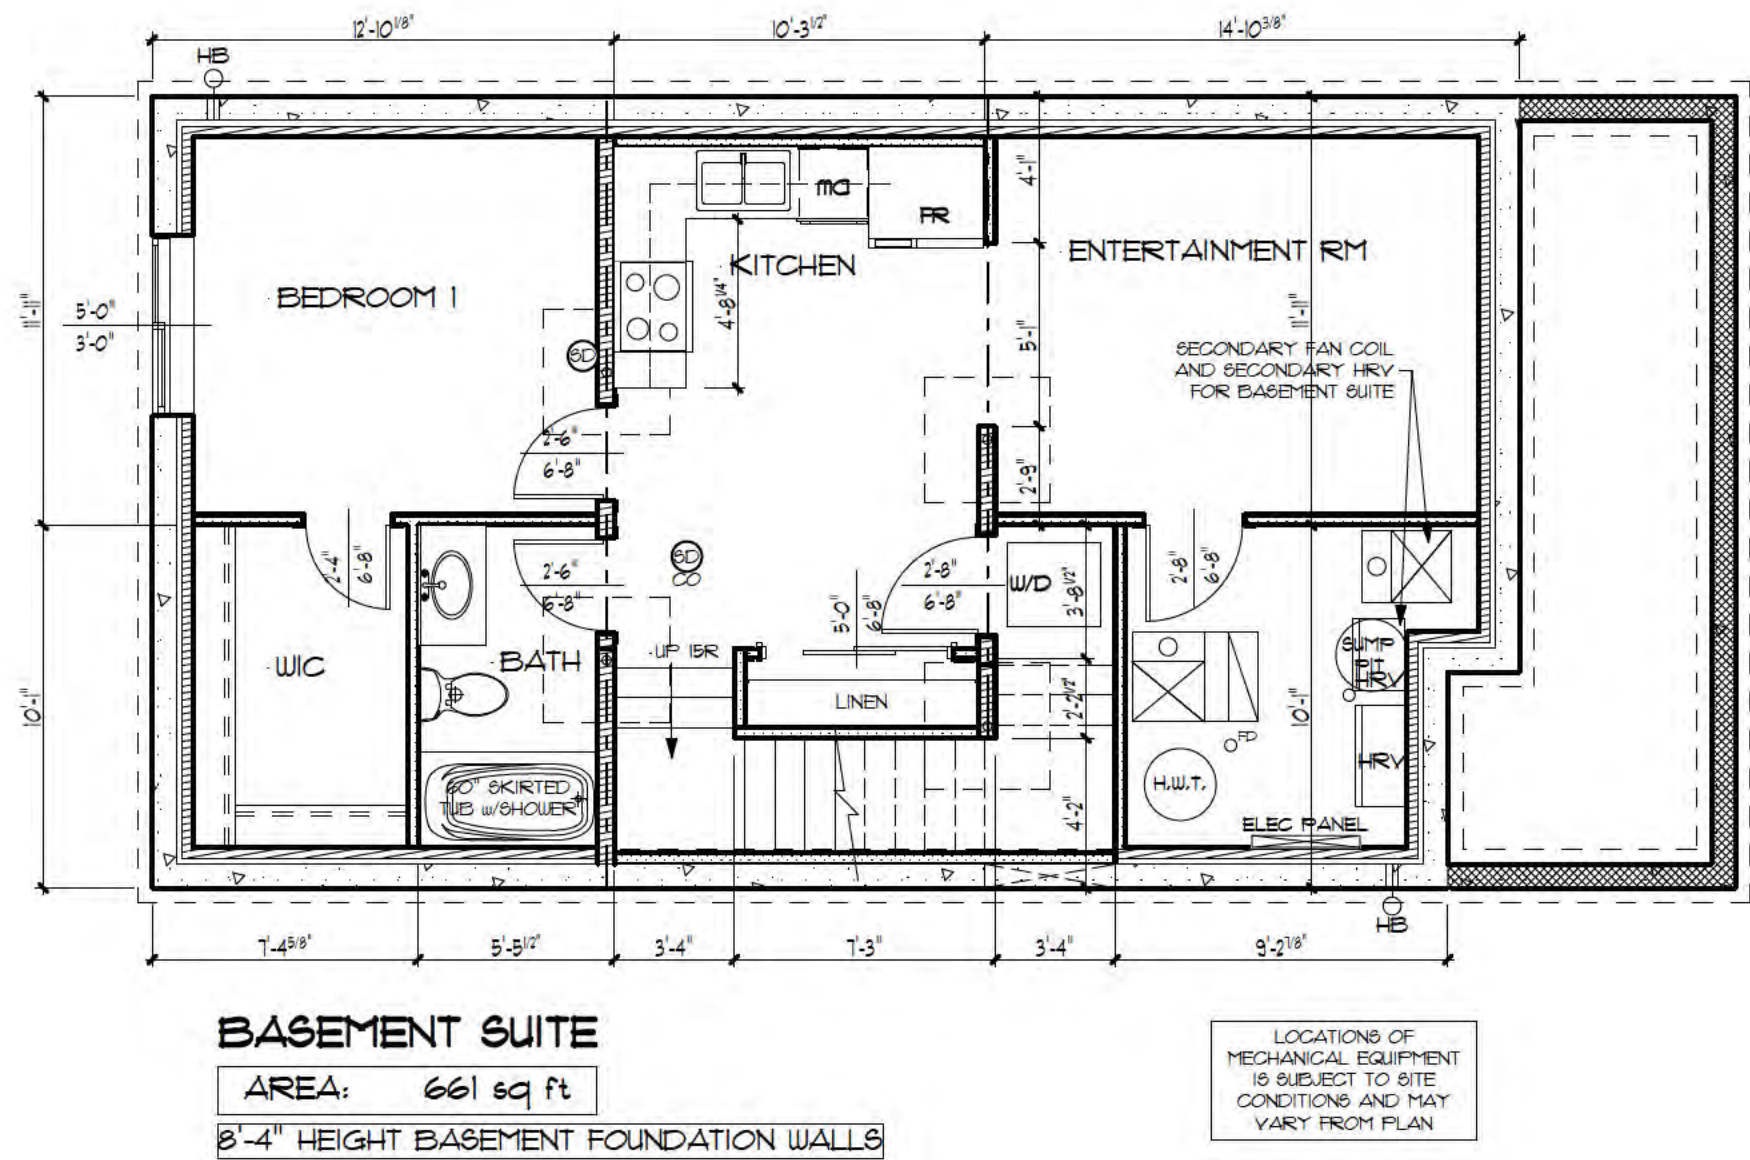 12'-10 1/8"
10'-3 1/2"
14'-10 3/8"
HB
4'-1"
ma
FR
KITCHEN
ENTERTAINMENT RM
BEDROOM 1
11'-11"
5'-0"
3'-0"
4'-8 1/4"
5'-1"
11'-11"
SECONDARY FAN COIL
AND SECONDARY HRV
FOR BASEMENT SUITE
SD
2'-6"
6'-8"
2'-9"
2'-4"
6'-8"
2'-6"
6'-8"
SD
2'-8"
6'-8"
W/D
3'-8 1/2"
2'-8"
6'-8"
5'-0"
6'-8"
UP 15R
WIC
BATH
LINEN
SUMP
PIT
HRV
10'-1"
2'-2 1/2"
10'-1"
FD
HRV
H.W.T.
60" SKIRTED
TUB w/SHOWER
4'-2"
ELEC PANEL
HB
7'-4 5/8"
5'-5 1/2"
3'-4"
7'-3"
3'-4"
9'-2 7/8"
BASEMENT SUITE
AREA: 661 sq ft
8'-4" HEIGHT BASEMENT FOUNDATION WALLS
LOCATIONS OF
MECHANICAL EQUIPMENT
IS SUBJECT TO SITE
CONDITIONS AND MAY
VARY FROM PLAN